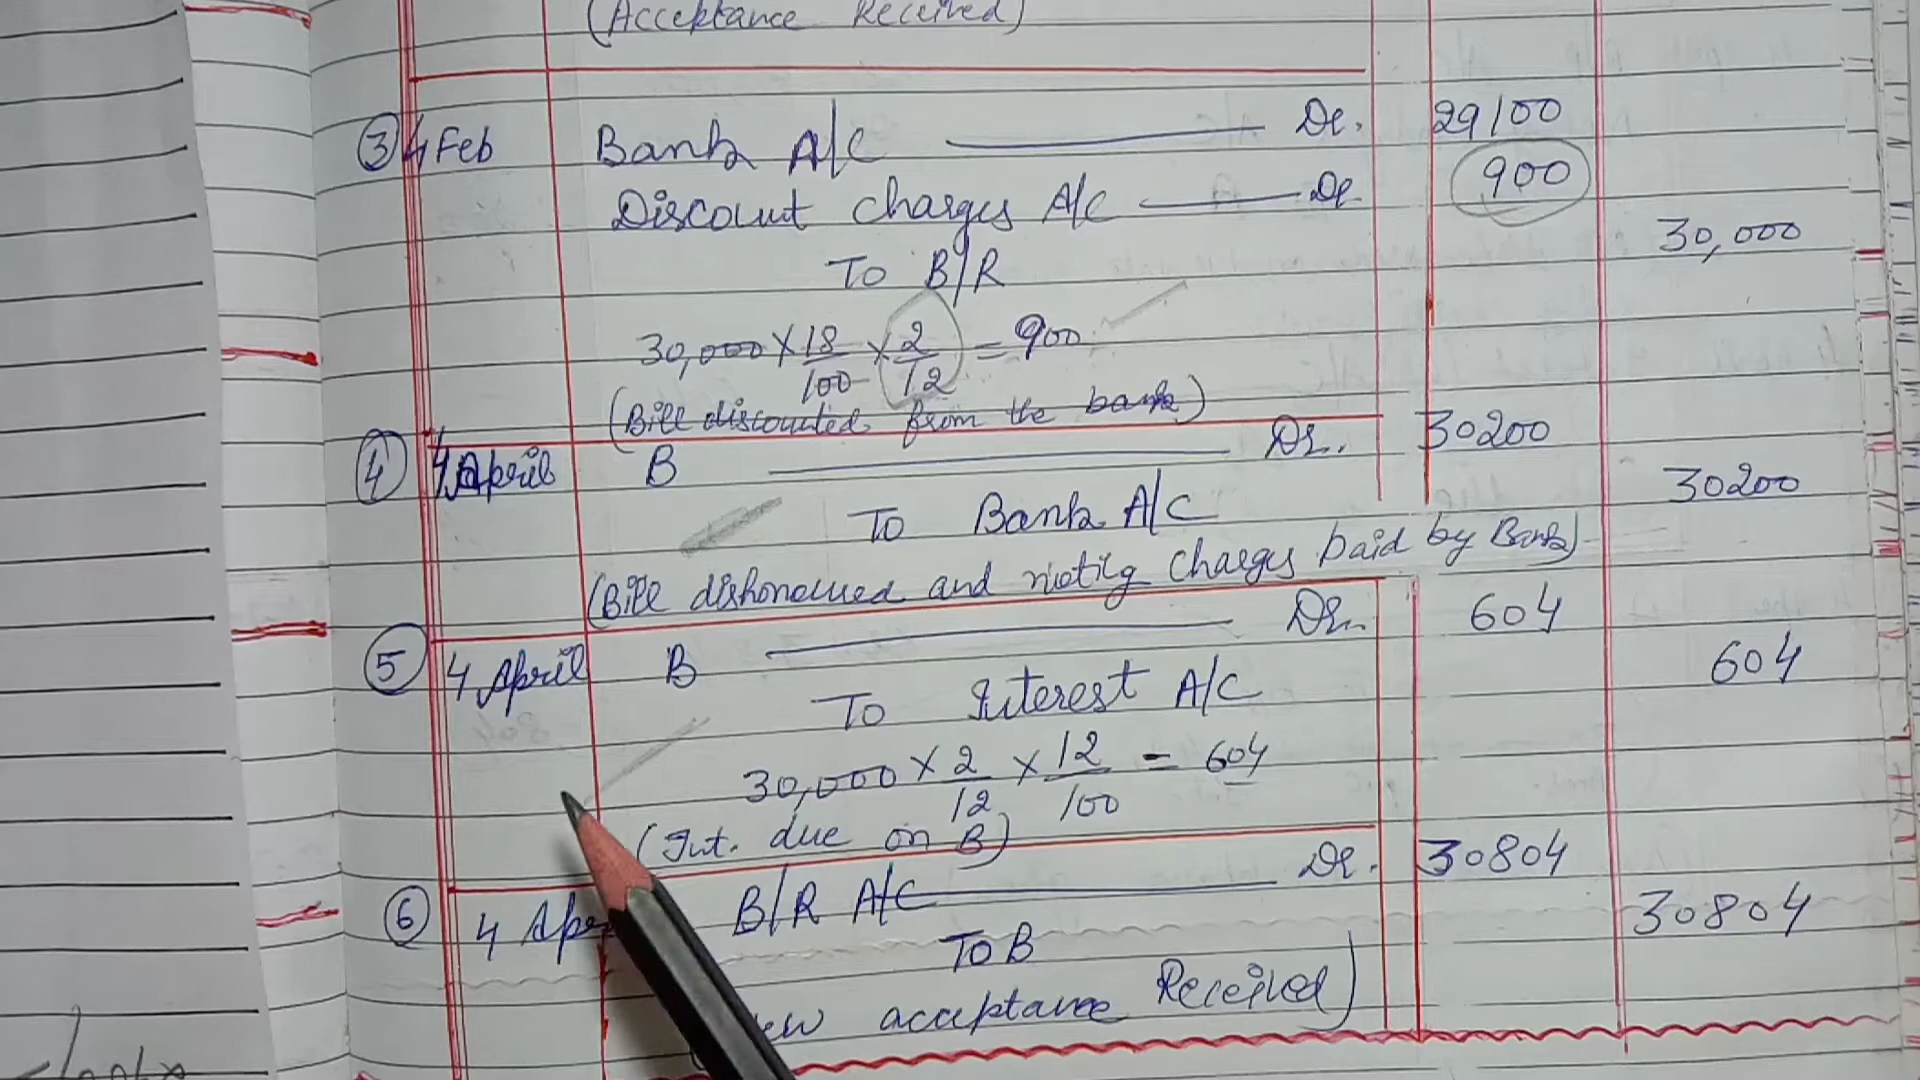 (Acceptance Received)
③ 4 Feb Bank A/C Dr. 29100
Discount charges A/C Dr. 900
To B/R 30,000
30,000 × 18/100 × 2/12 = 900
(Bill discounted from the bank)
④ 4 April B Dr. 30200
To Bank A/C 30200
(Bill dishonoured and noting charges paid by Bank)
⑤ 4 April B Dr. 604
To Interest A/C 604
30,000 × 2/12 × 12/100 = 604
(Int. due on B)
⑥ 4 Ap B/R A/C Dr. 30804
To B 30804
acceptance Received)